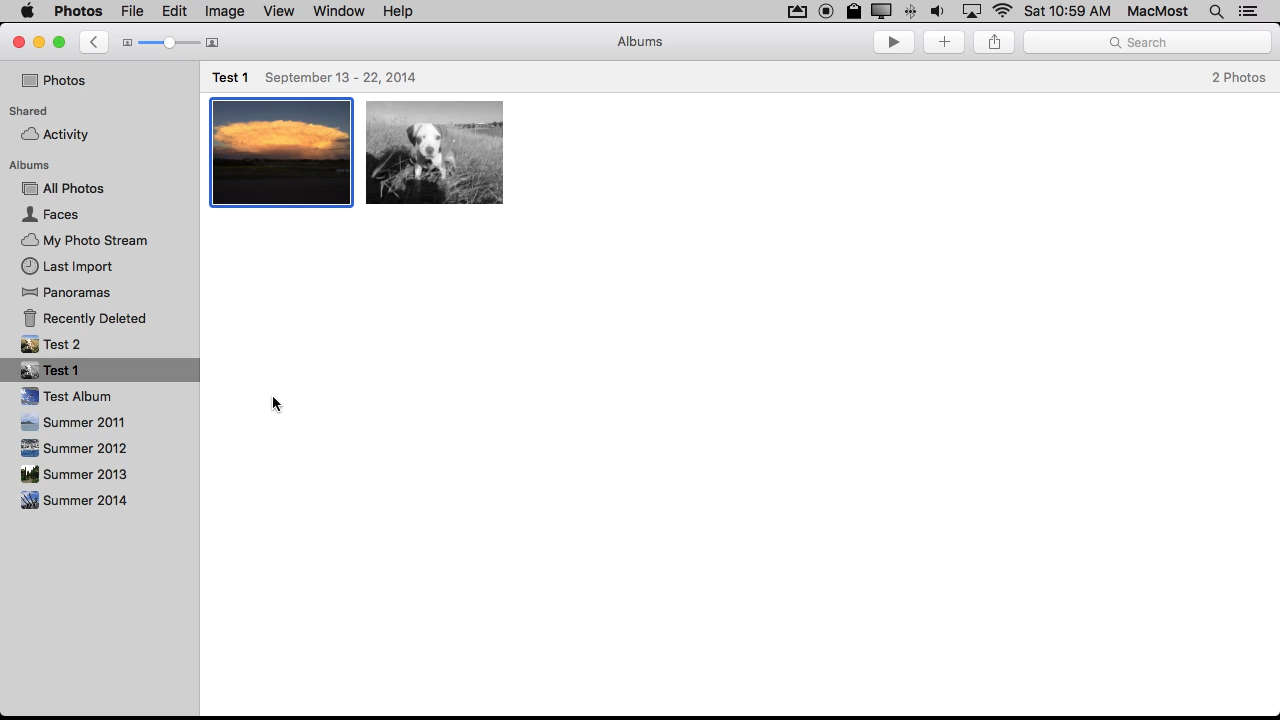 Photos File Edit Image View Window Help Sat 10:59 AM MacMost
Albums Search
Photos
Shared
Activity
Albums
All Photos
Faces
My Photo Stream
Last Import
Panoramas
Recently Deleted
Test 2
Test 1
Test Album
Summer 2011
Summer 2012
Summer 2013
Summer 2014
Test 1 September 13 - 22, 2014 2 Photos